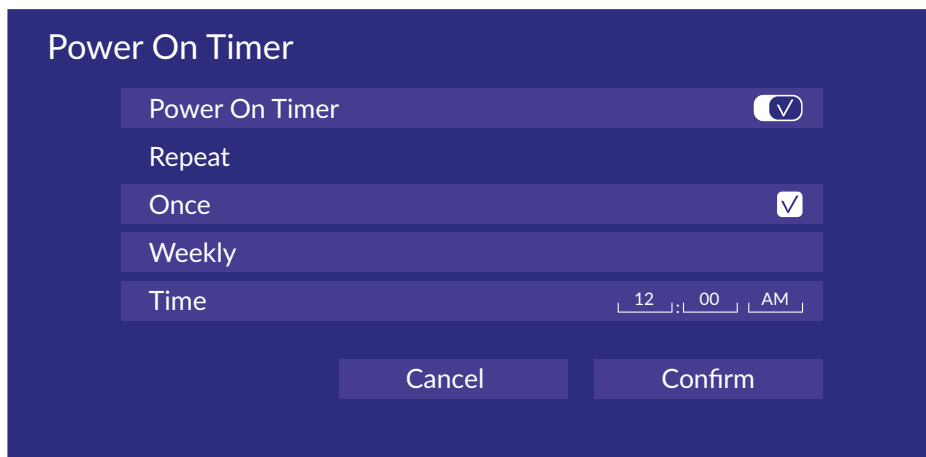 Power On Timer
Power On Timer
Repeat
Once
Weekly
Time 12 : 00 AM
Cancel Confirm